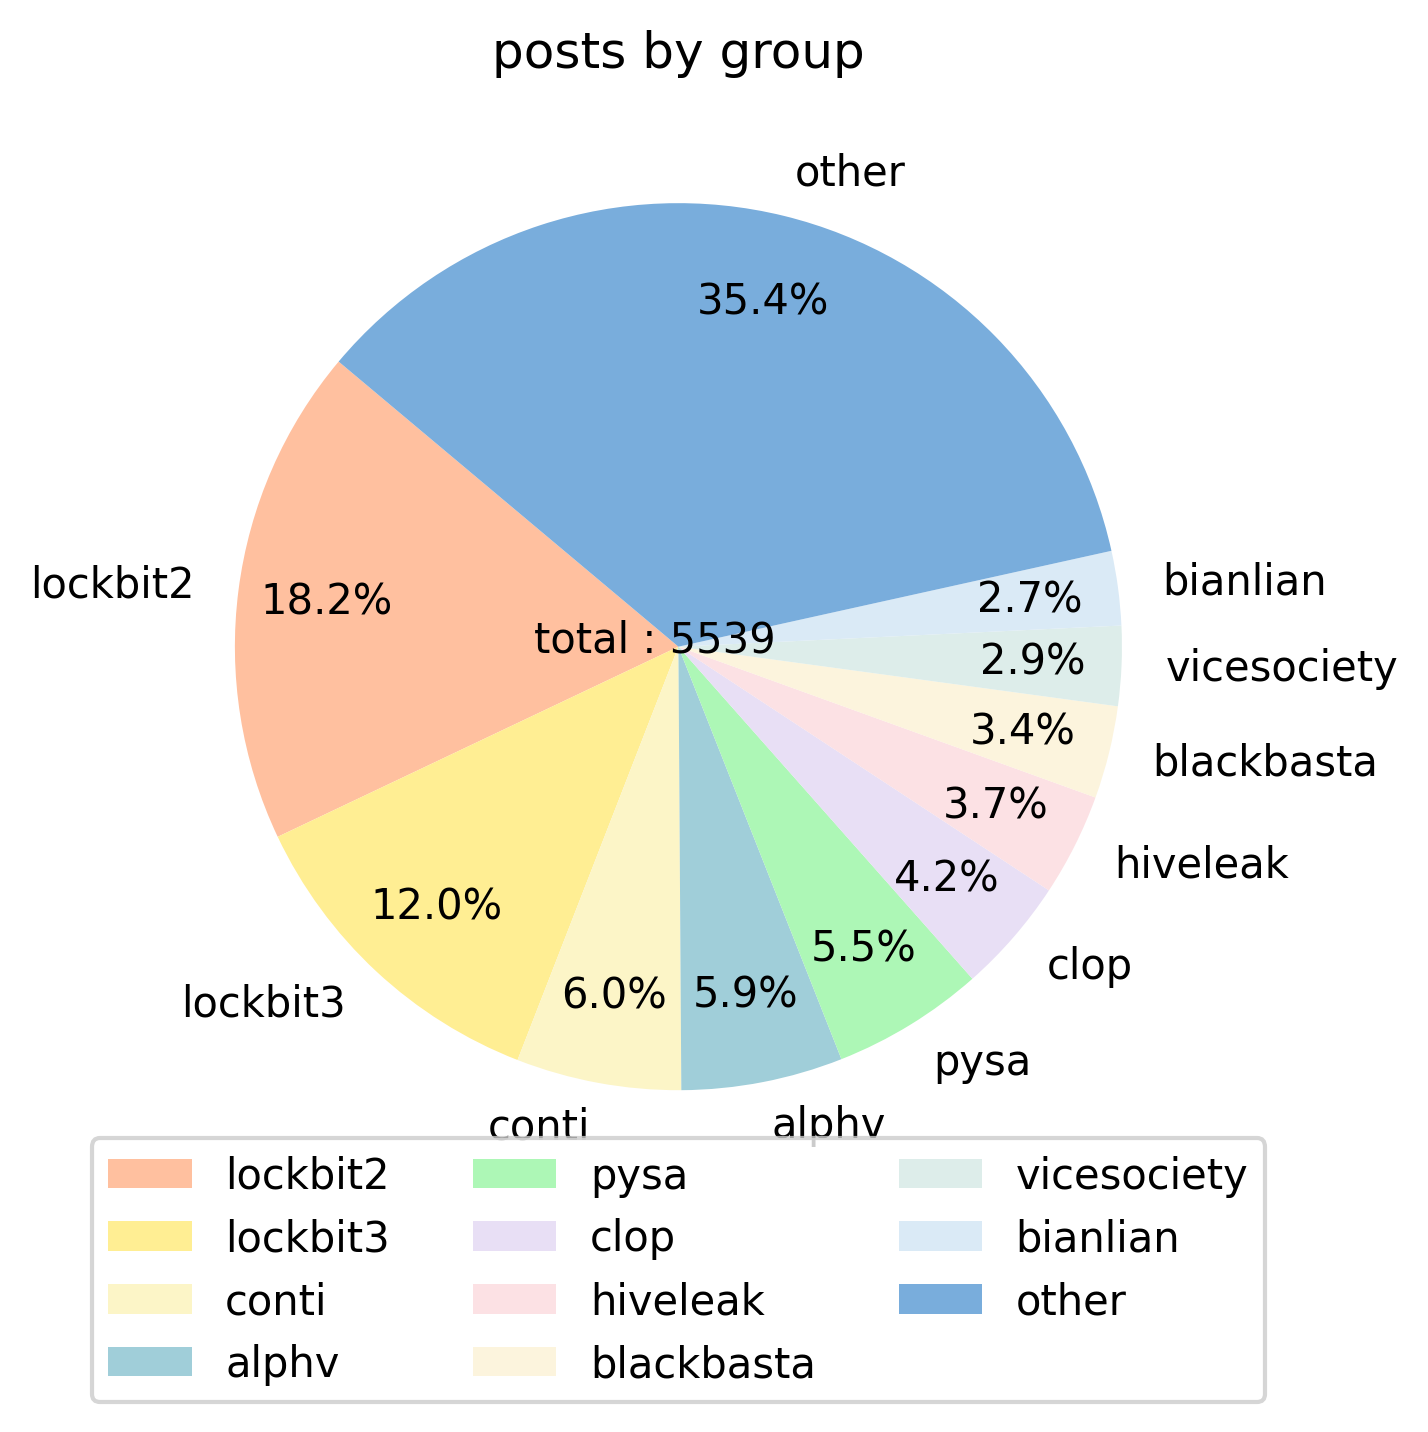 posts by group
other
35.4%
bianlian
2.7%
lockbit2
18.2%
total : 5539
vicesociety
2.9%
blackbasta
3.4%
hiveleak
3.7%
clop
4.2%
lockbit3
12.0%
pysa
5.5%
conti
6.0%
alphv
5.9%
lockbit2
lockbit3
conti
alphv
pysa
clop
hiveleak
blackbasta
vicesociety
bianlian
other